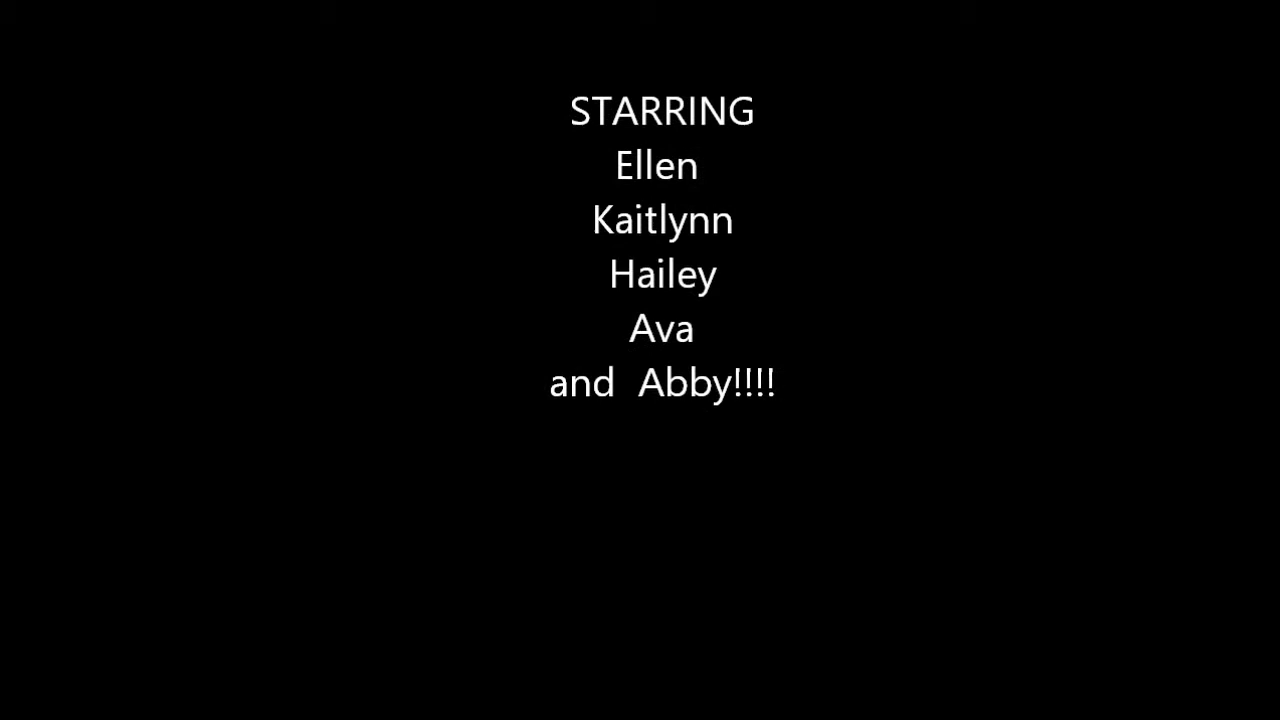 STARRING
Ellen
Kaitlynn
Hailey
Ava
and  Abby!!!!